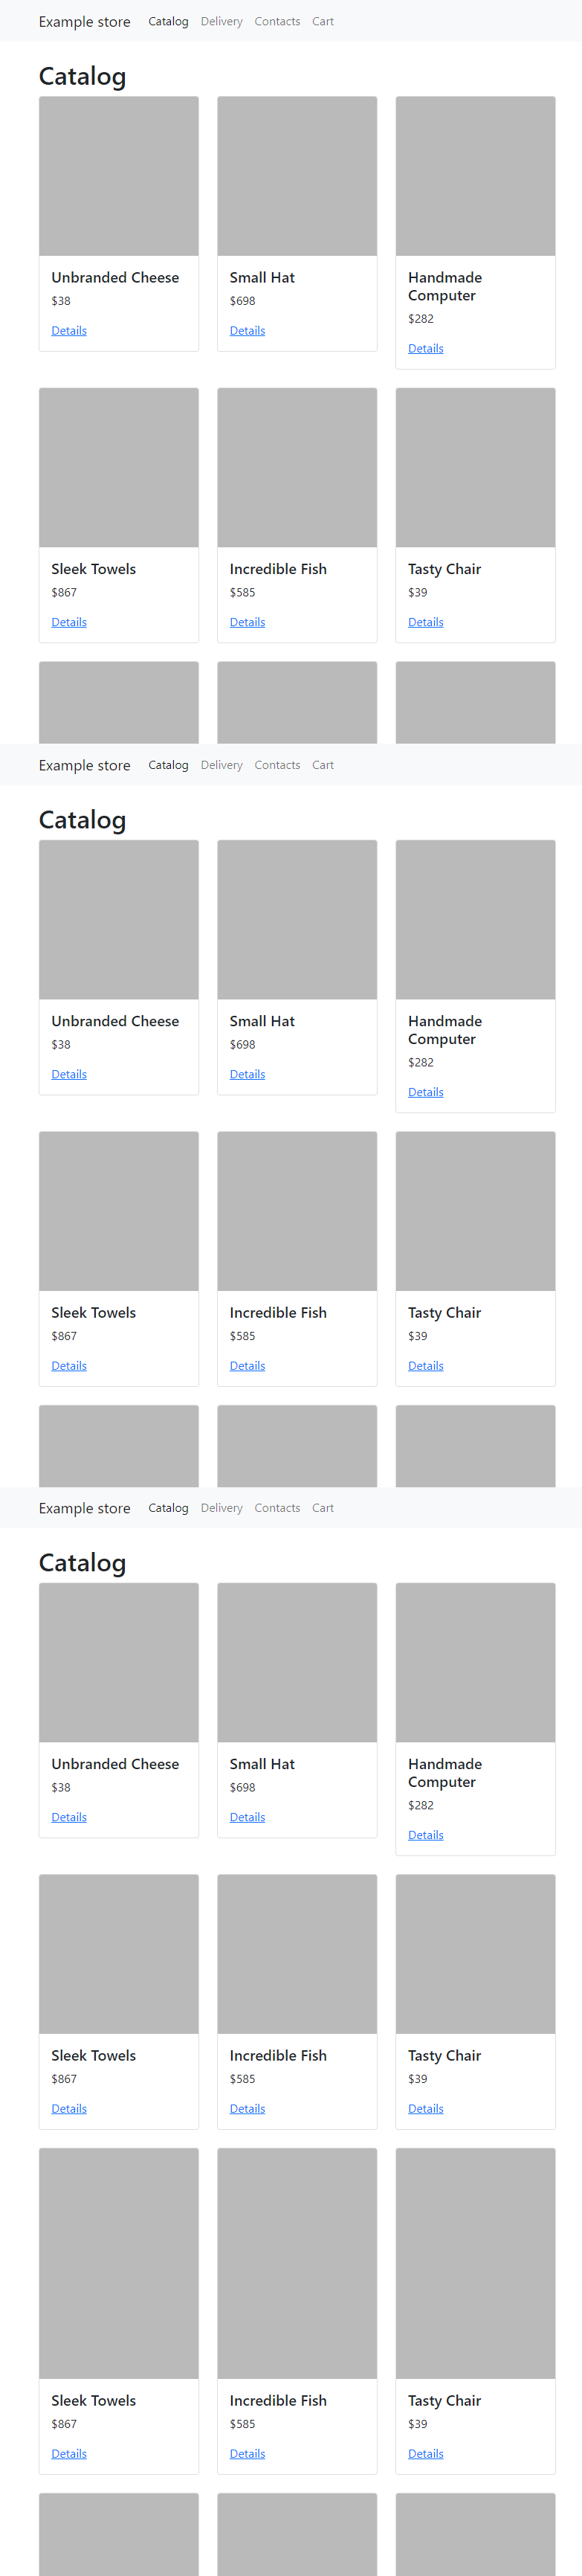 Example store Catalog Delivery Contacts Cart
Catalog
Unbranded Cheese
$38
Details
Small Hat
$698
Details
Handmade
Computer
$282
Details
Sleek Towels
$867
Details
Incredible Fish
$585
Details
Tasty Chair
$39
Details
Example store Catalog Delivery Contacts Cart
Catalog
Unbranded Cheese
$38
Details
Small Hat
$698
Details
Handmade
Computer
$282
Details
Sleek Towels
$867
Details
Incredible Fish
$585
Details
Tasty Chair
$39
Details
Example store Catalog Delivery Contacts Cart
Catalog
Unbranded Cheese
$38
Details
Small Hat
$698
Details
Handmade
Computer
$282
Details
Sleek Towels
$867
Details
Incredible Fish
$585
Details
Tasty Chair
$39
Details
Sleek Towels
$867
Details
Incredible Fish
$585
Details
Tasty Chair
$39
Details